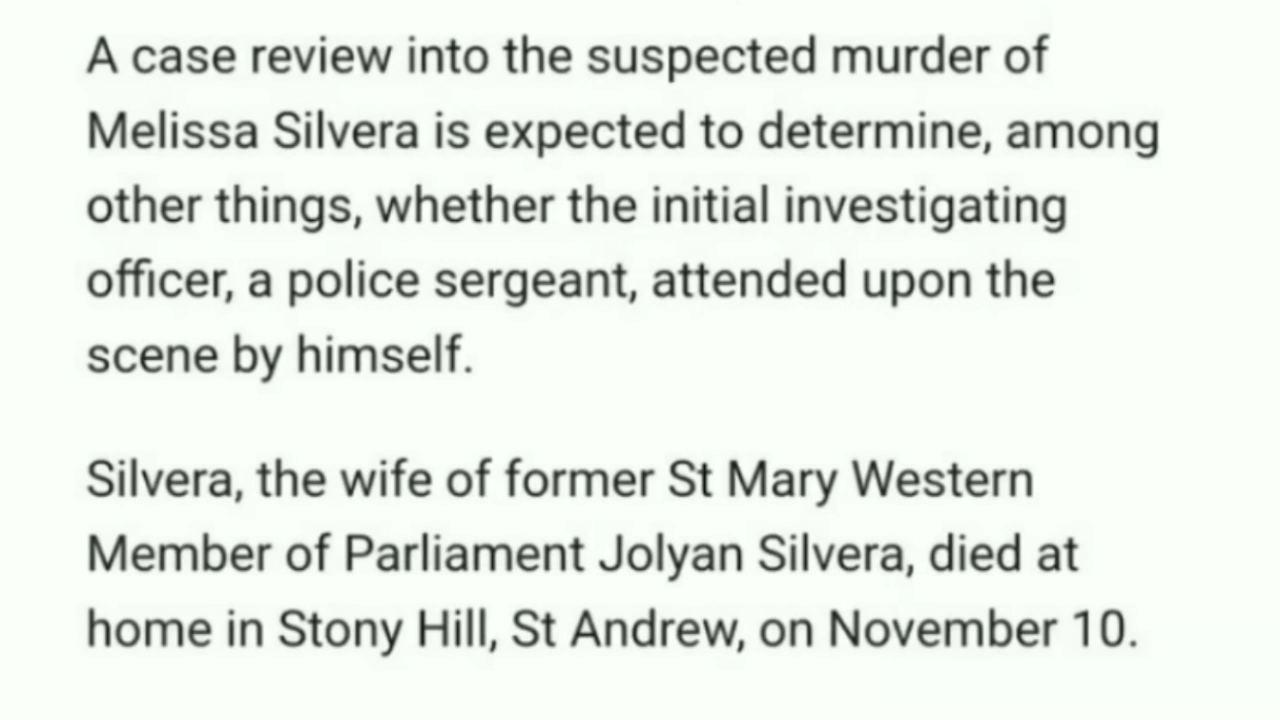 A case review into the suspected murder of
Melissa Silvera is expected to determine, among
other things, whether the initial investigating
officer, a police sergeant, attended upon the
scene by himself.
Silvera, the wife of former St Mary Western
Member of Parliament Jolyan Silvera, died at
home in Stony Hill, St Andrew, on November 10.